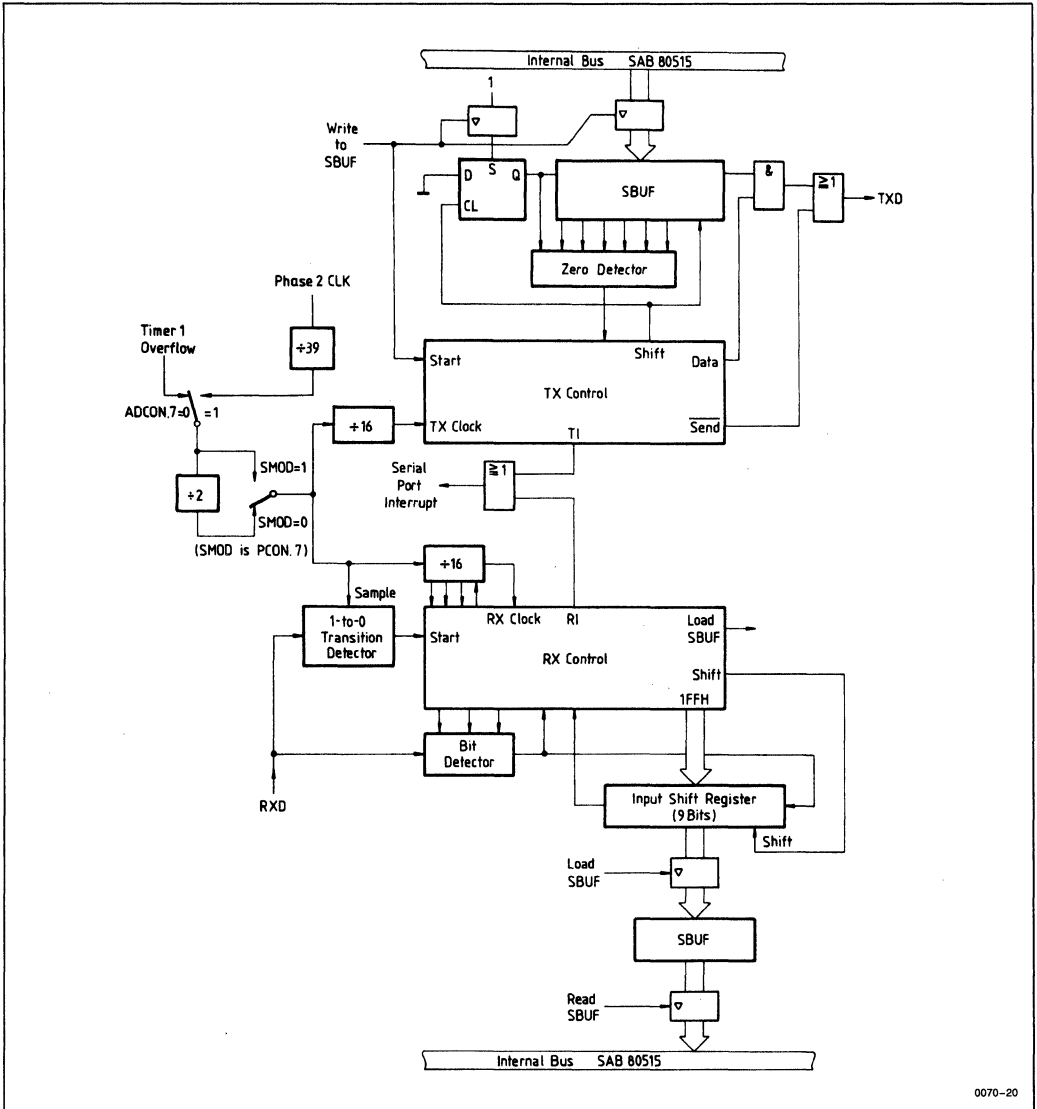 Internal Bus SAB 80515
1
Write
to
SBUF
D S Q
CL
SBUF
&
≥1
TXD
Zero Detector
Phase 2 CLK
÷39
Timer 1
Overflow
ADCON.7=0 =1
÷2
SMOD=1
SMOD=0
(SMOD is PCON.7)
÷16
Start
Shift
Data
TX Control
TX Clock
TI
Send
Serial
Port
Interrupt
≥1
÷16
Sample
1-to-0
Transition
Detector
RX Clock
RI
Load
SBUF
Start
RX Control
Shift
1FFH
Bit
Detector
RXD
Input Shift Register
(9 Bits)
Shift
Load
SBUF
SBUF
Read
SBUF
Internal Bus SAB 80515
0070-20